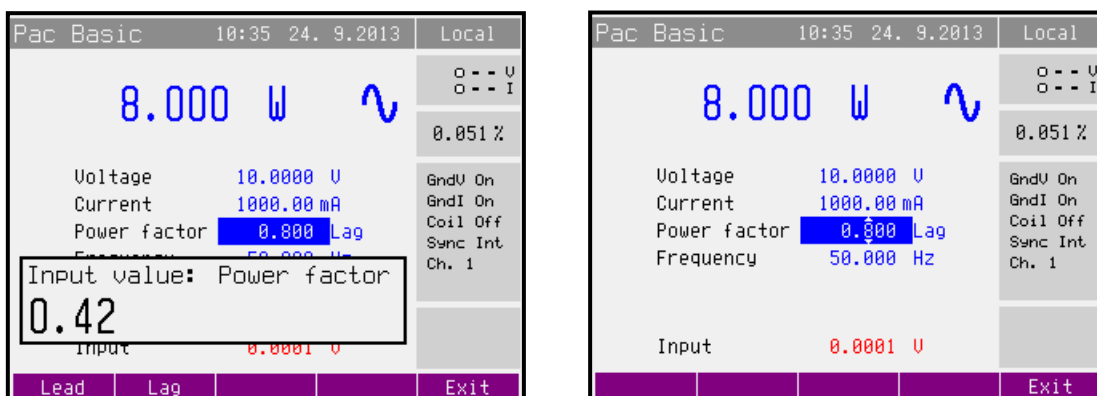 Pac Basic 10:35 24. 9.2013 Local
o-- V
o-- I
8.000 W
0.051%
Voltage 10.0000 V
Current 1000.00 mA
Power factor 0.800 Lag
GndV On
GndI On
Coil Off
Sync Int
Ch. 1
Input value: Power factor
0.42
Input 0.0001 V
Lead Lag Exit
Pac Basic 10:35 24. 9.2013 Local
o-- V
o-- I
8.000 W
0.051%
Voltage 10.0000 V
Current 1000.00 mA
Power factor 0.800 Lag
Frequency 50.000 Hz
GndV On
GndI On
Coil Off
Sync Int
Ch. 1
Input 0.0001 V
Exit